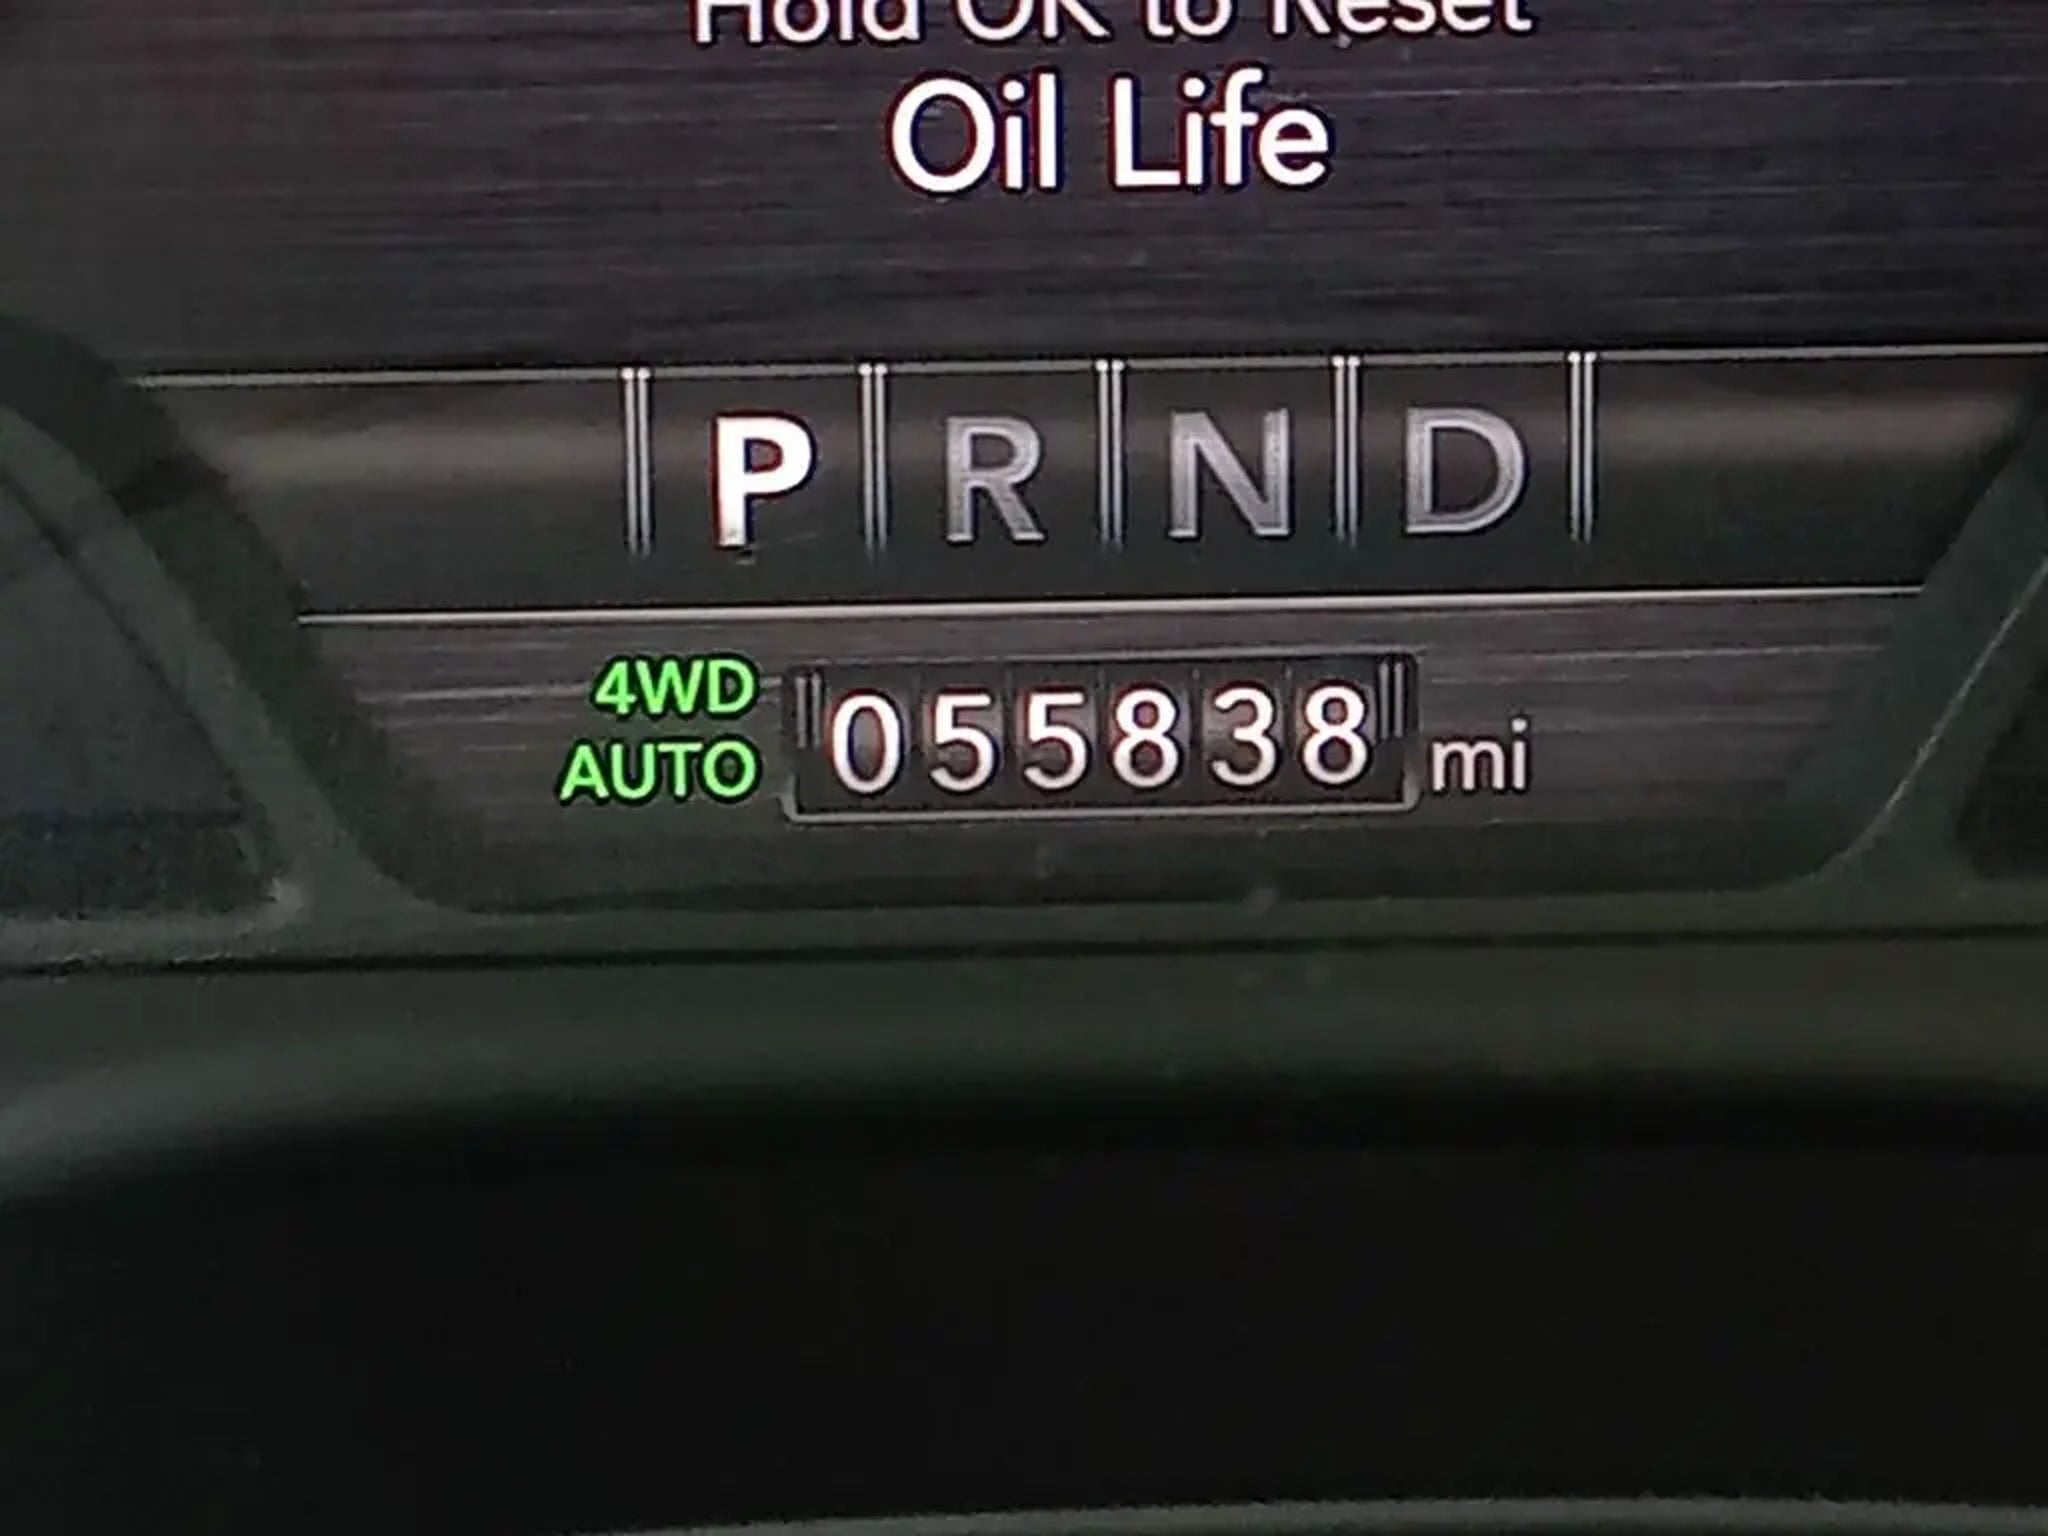 Hold OK to Reset
Oil Life
P R N D
4WD
AUTO
055838 mi